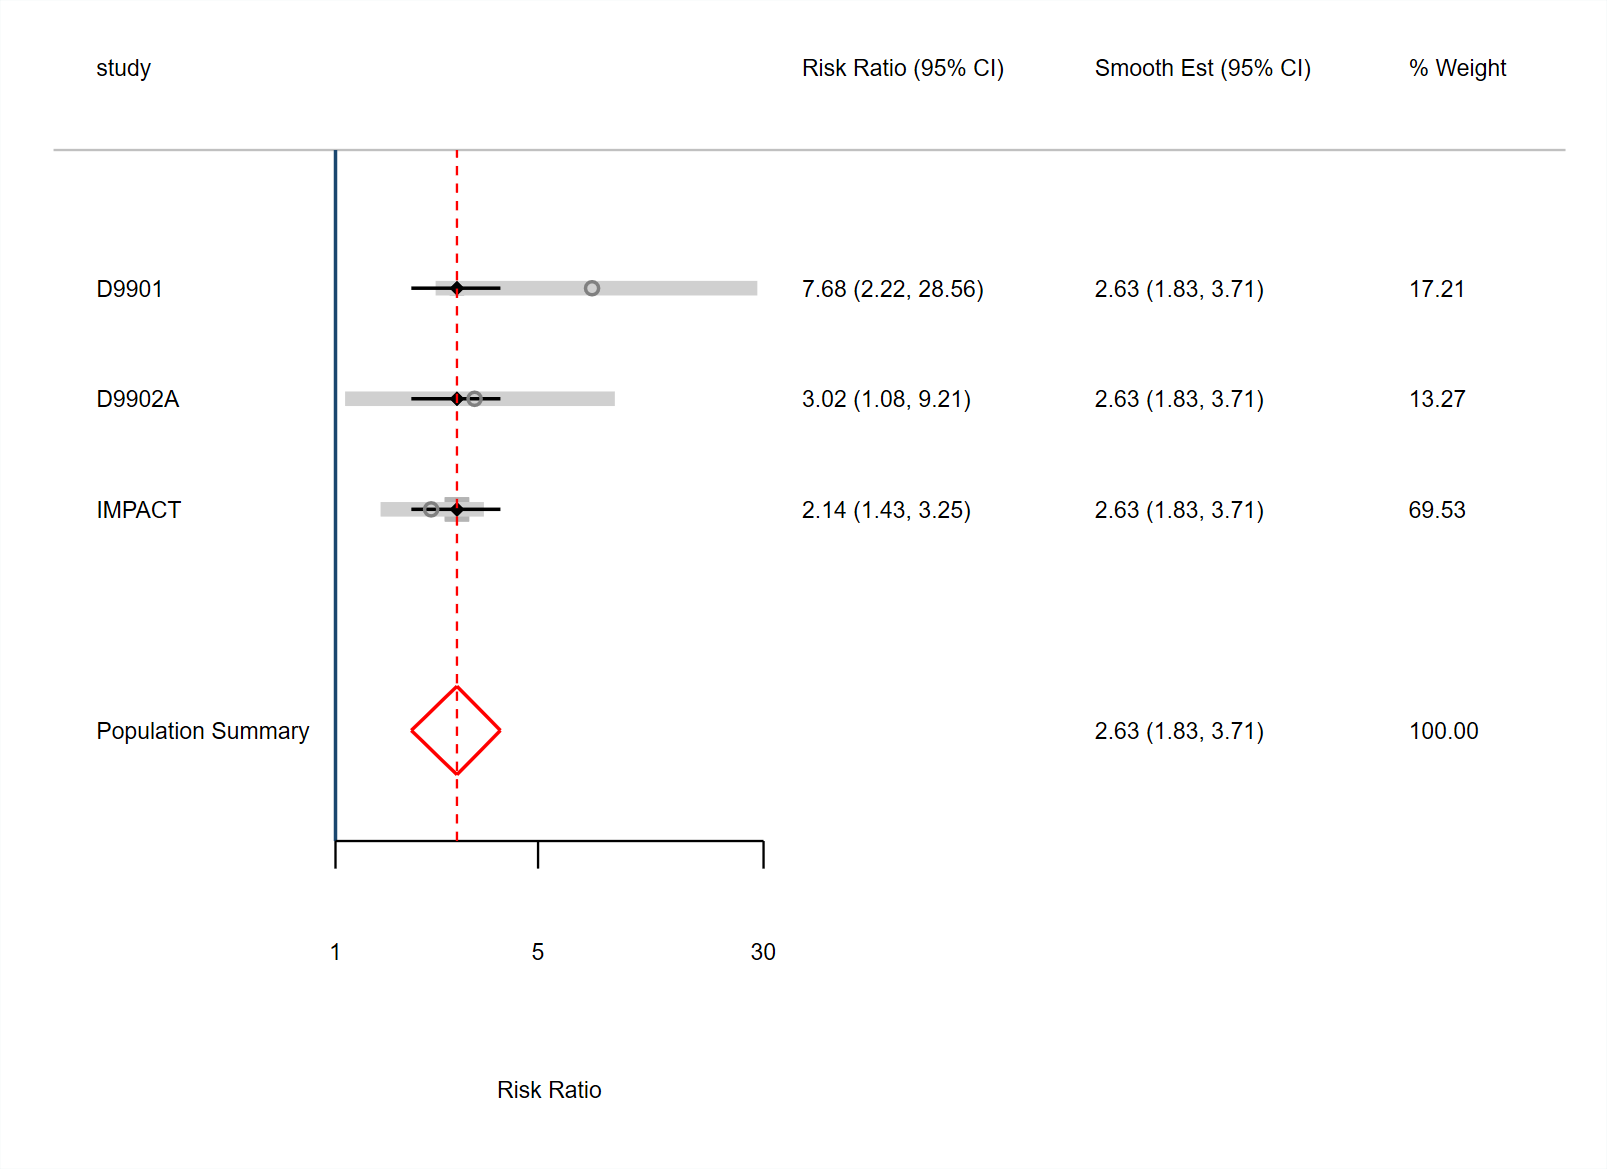 study Risk Ratio (95% CI) Smooth Est (95% CI) % Weight
D9901 7.68 (2.22, 28.56) 2.63 (1.83, 3.71) 17.21
D9902A 3.02 (1.08, 9.21) 2.63 (1.83, 3.71) 13.27
IMPACT 2.14 (1.43, 3.25) 2.63 (1.83, 3.71) 69.53
Population Summary 2.63 (1.83, 3.71) 100.00
1 5 30
Risk Ratio